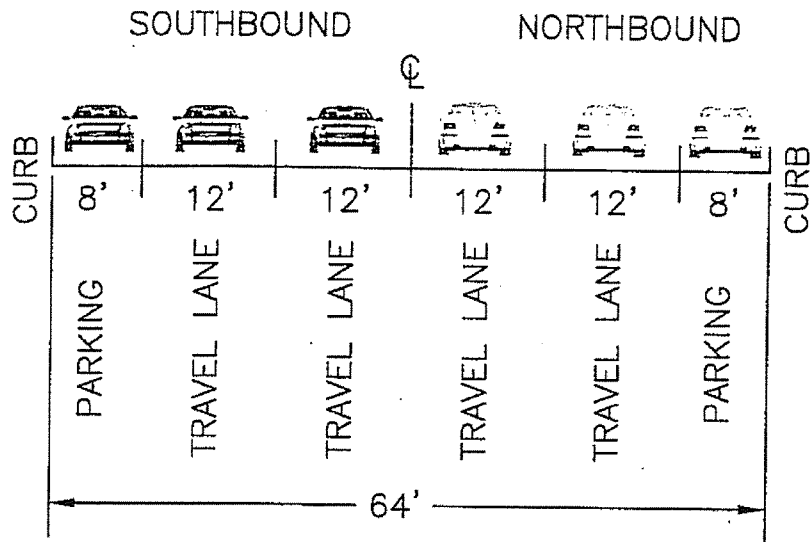 SOUTHBOUND
NORTHBOUND
℄
CURB
8'
12'
12'
12'
12'
8'
CURB
PARKING
TRAVEL LANE
TRAVEL LANE
TRAVEL LANE
TRAVEL LANE
PARKING
64'